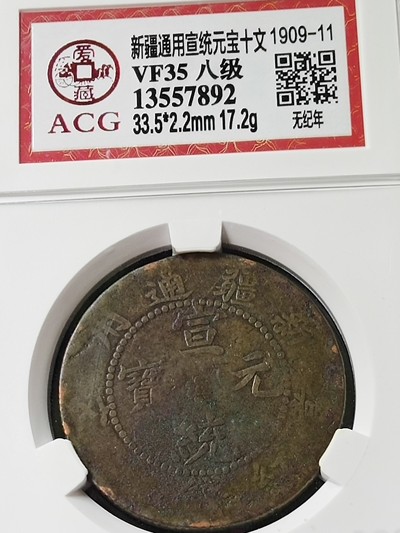 爱
藏
ACG
新疆通用宣统元宝十文 1909-11
VF35 八级
13557892
33.5*2.2mm 17.2g
无纪年
新疆通用
宣
元
寶
統